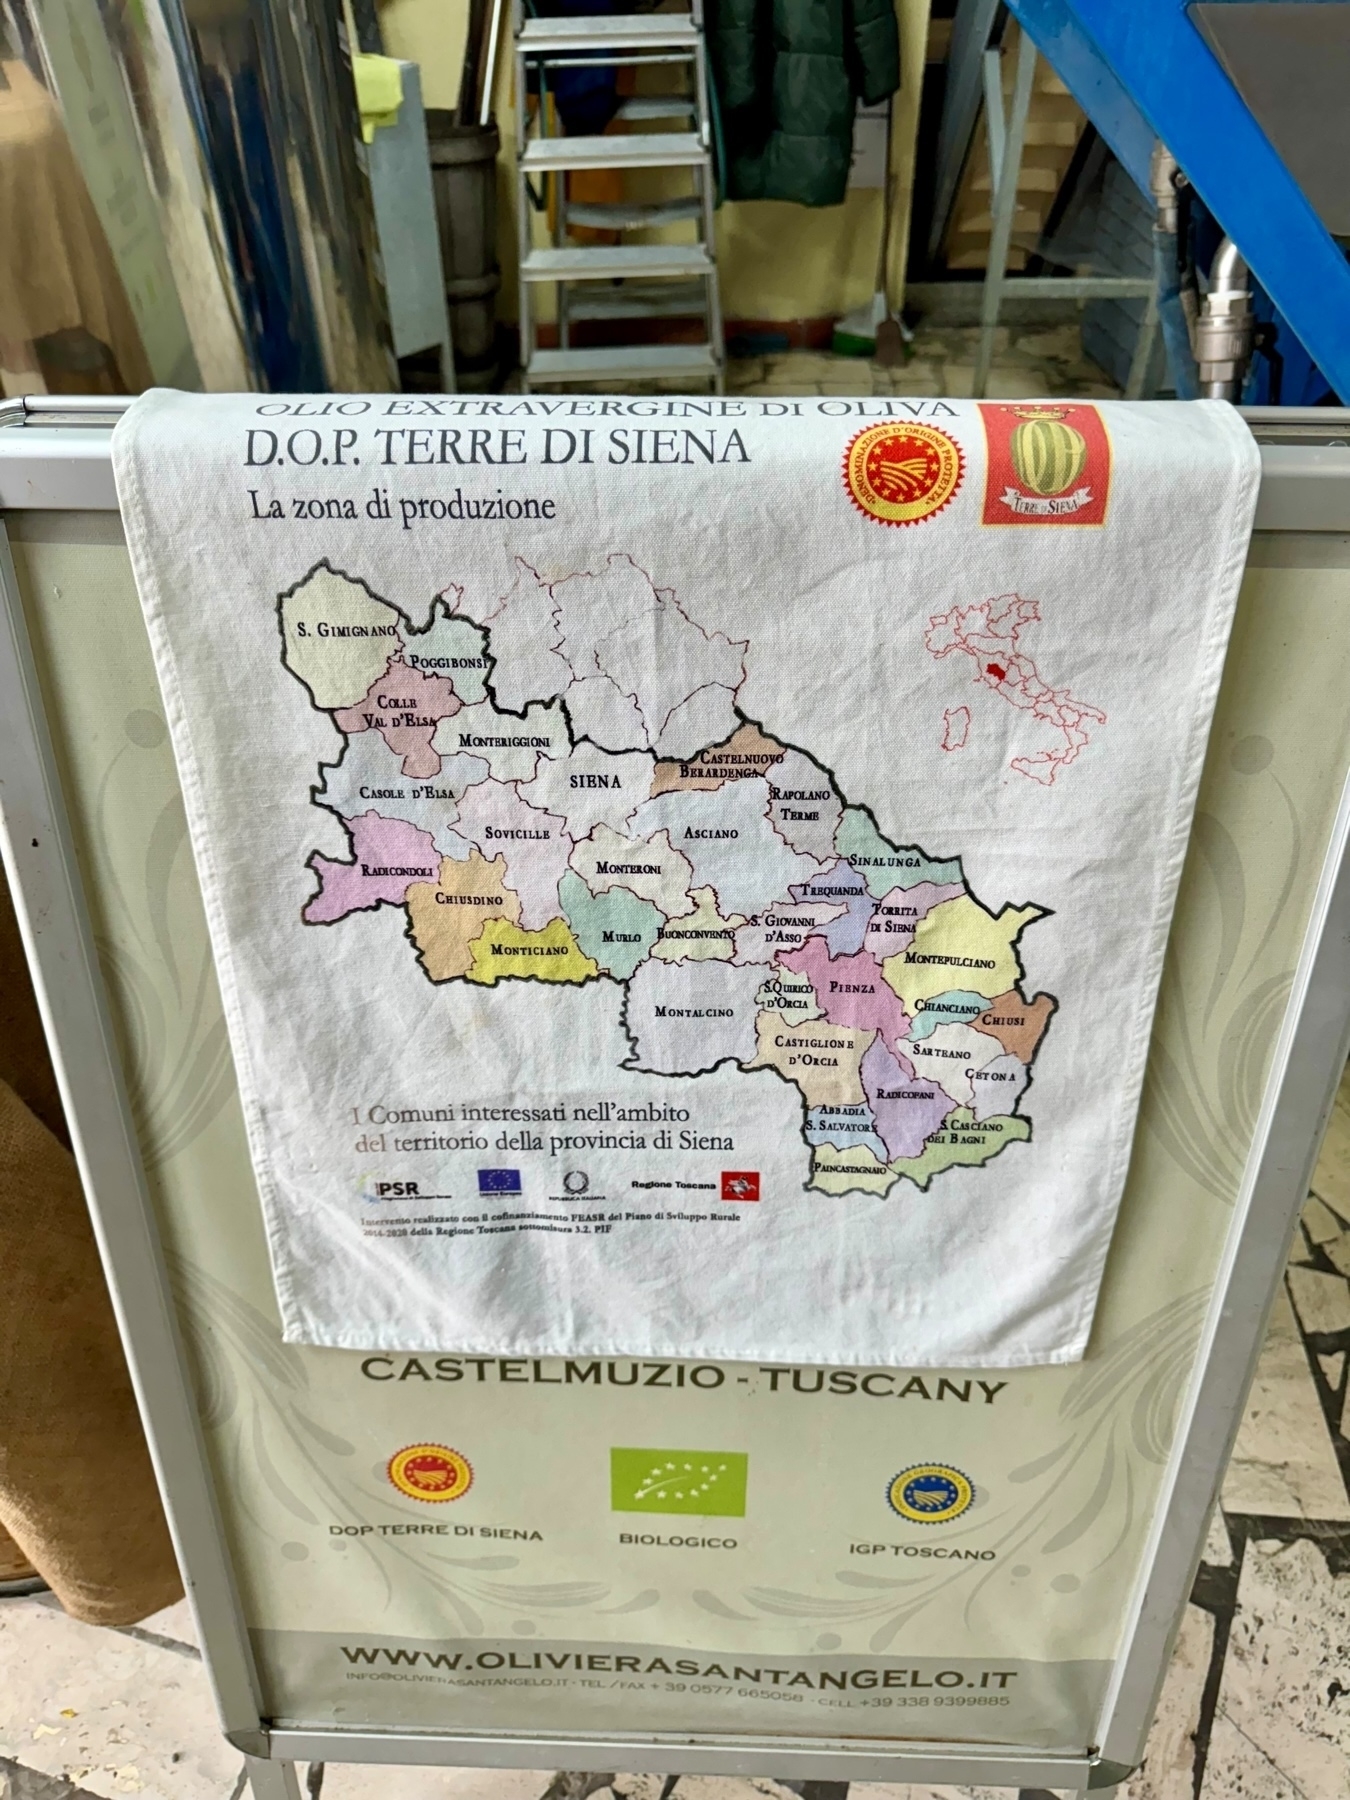 OLIO EXTRAVERGINE DI OLIVA
D.O.P. TERRE DI SIENA
La zona di produzione
DENOMINAZIONE D'ORIGINE PROTETTA
TERRE DI SIENA
S. GIMIGNANO
POGGIBONSI
COLLE
VAL D'ELSA
MONTERIGGIONI
CASTELNUOVO
BERARDENGA
SIENA
CASOLE D'ELSA
RAPOLANO
TERME
SOVICILLE
ASCIANO
SINALUNGA
RADICONDOLI
MONTERONI
TREQUANDA
CHIUSDINO
TORRITA
DI SIENA
S. GIOVANNI
D'ASSO
MURLO
BUONCONVENTO
MONTICIANO
MONTEPULCIANO
PIENZA
S.QUIRICO
D'ORCIA
MONTALCINO
CHIANCIANO
CHIUSI
CASTIGLIONE
D'ORCIA
SARTEANO
CETONA
RADICOFANI
ABBADIA
S. SALVATORE
S. CASCIANO
DEI BAGNI
PAINCASTAGNAIO
I Comuni interessati nell'ambito
del territorio della provincia di Siena
PSR
Unione Europea
REPUBBLICA ITALIANA
Regione Toscana
Intervento realizzato con il cofinanziamento FEASR del Piano di Sviluppo Rurale
2014-2020 della Regione Toscana sottomisura 3.2. PIF
CASTELMUZIO - TUSCANY
DOP TERRE DI SIENA
BIOLOGICO
IGP TOSCANO
WWW.OLIVIERASANTANGELO.IT
INFO@OLIVIERASANTANGELO.IT - TEL / FAX + 39 0577 665058 - CELL +39 338 9399885